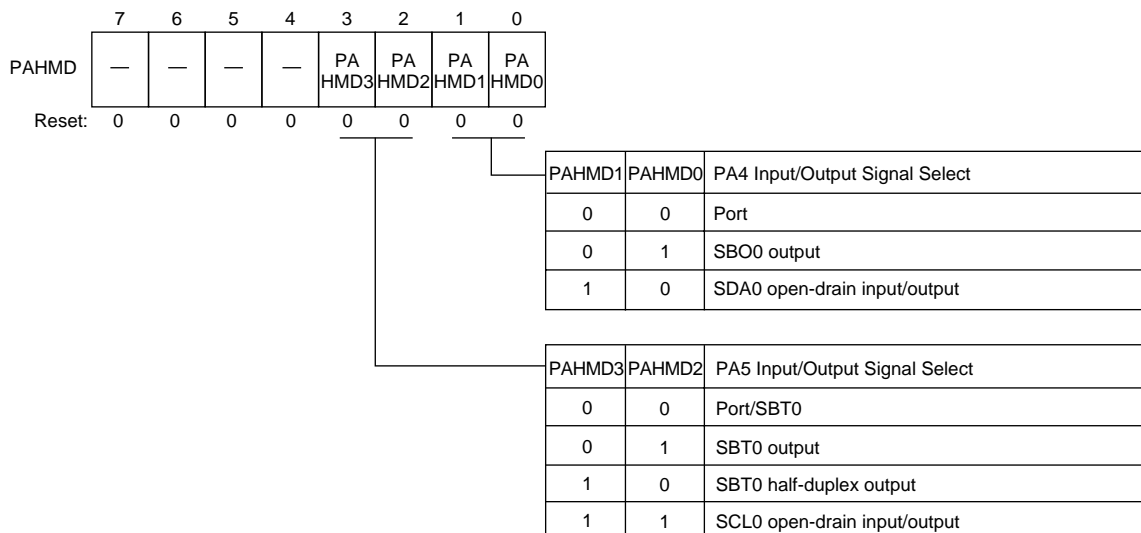 7 6 5 4 3 2 1 0
PAHMD — — — — PA HMD3 PA HMD2 PA HMD1 PA HMD0
Reset: 0 0 0 0 0 0 0 0
PAHMD1 PAHMD0 PA4 Input/Output Signal Select
0 0 Port
0 1 SBO0 output
1 0 SDA0 open-drain input/output
PAHMD3 PAHMD2 PA5 Input/Output Signal Select
0 0 Port/SBT0
0 1 SBT0 output
1 0 SBT0 half-duplex output
1 1 SCL0 open-drain input/output